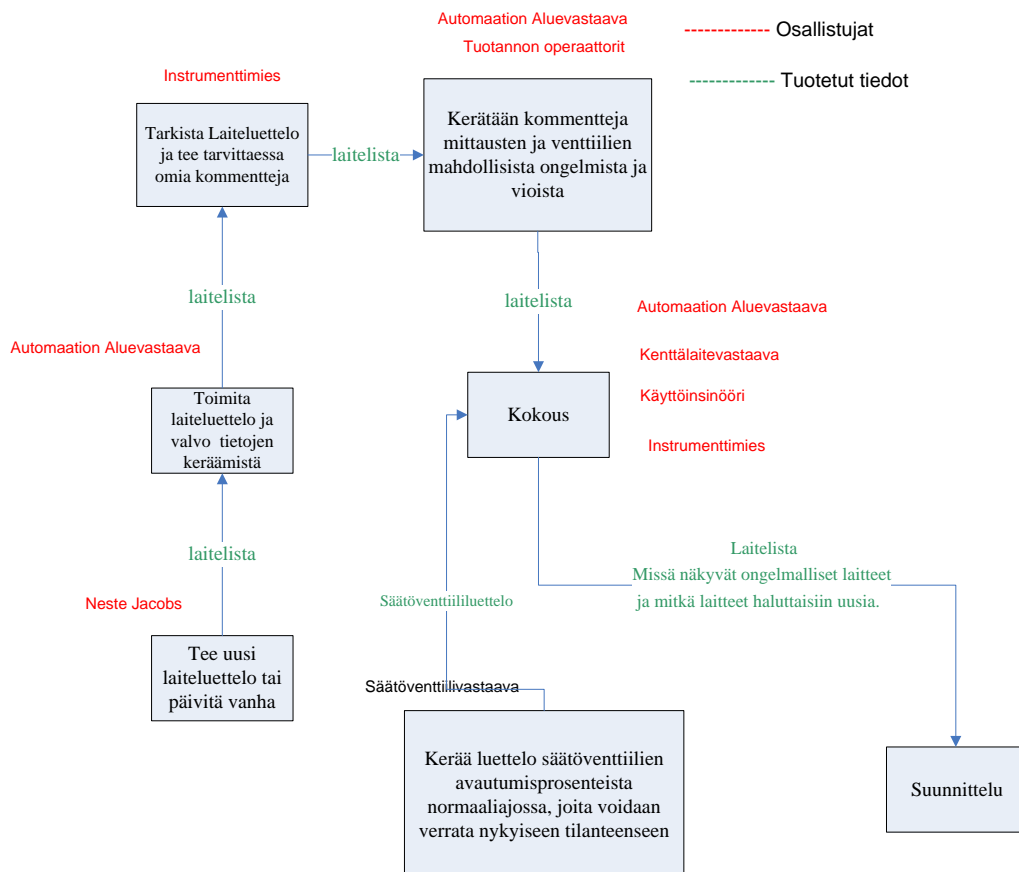 Automaation Aluevastaava
Tuotannon operaattorit
Osallistujat
Tuotetut tiedot
Instrumenttimies
Tarkista Laiteluettelo
ja tee tarvittaessa
omia kommentteja
laitelista
Kerätään kommentteja
mittausten ja venttiilien
mahdollisista ongelmista ja
vioista
laitelista
laitelista
Automaation Aluevastaava
Automaation Aluevastaava
Kenttälaitevastaava
Käyttöinsinööri
Instrumenttimies
Toimita
laiteluettelo ja
valvo tietojen
keräämistä
Kokous
laitelista
Laitelista
Missä näkyvät ongelmalliset laitteet
ja mitkä laitteet haluttaisiin uusia.
Neste Jacobs
Säätöventtiililuettelo
Tee uusi
laiteluettelo tai
päivitä vanha
Säätöventtiilivastaava
Kerää luettelo säätöventtiilien
avautumisprosenteista
normaaliajossa, joita voidaan
verrata nykyiseen tilanteenseen
Suunnittelu